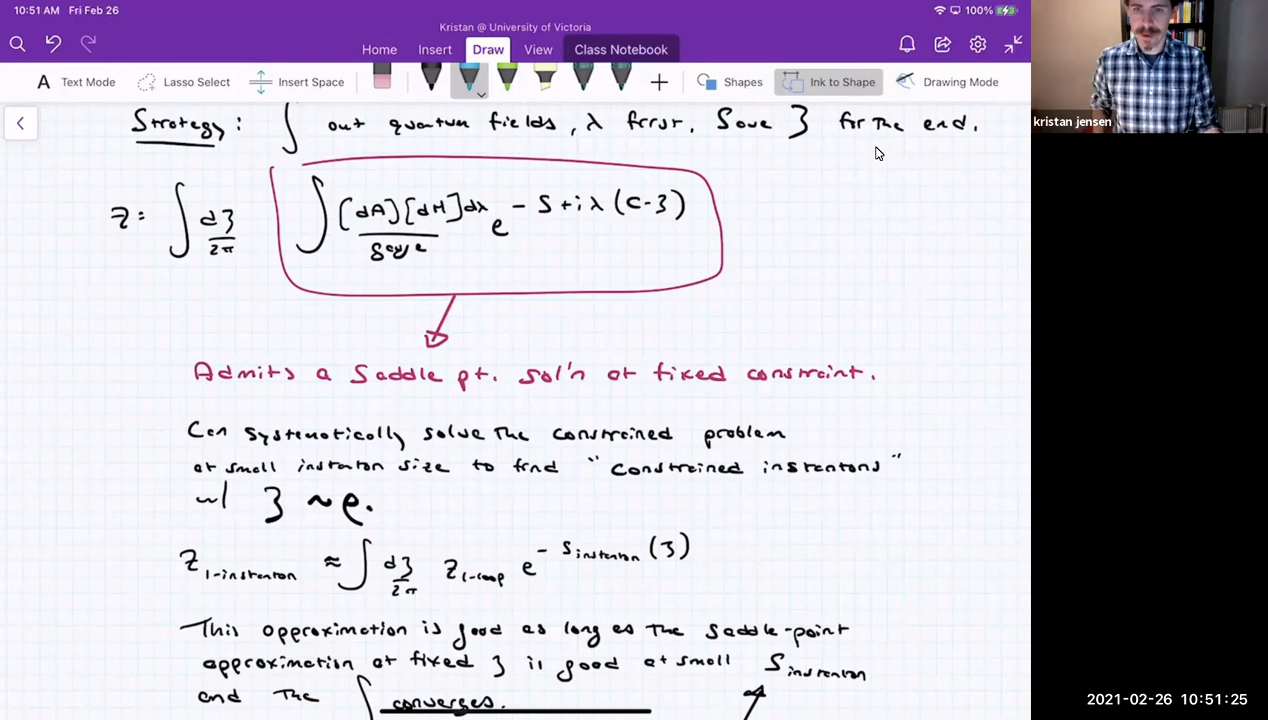 10:51 AM Fri Feb 26
100%
Kristan @ University of Victoria
Home Insert Draw View Class Notebook
A Text Mode Lasso Select Insert Space Shapes Ink to Shape Drawing Mode
Strategy: ∫ out quantum fields, λ first. Save ζ for the end.
Z = ∫ dζ/2π ∫ [dA][dH]dλ e^{-S+iλ(C-ζ)}
Admits a saddle pt. sol'n at fixed constraint.
Can systematically solve the constrained problem
at small instanton size to find "constrained instantons"
w/ ζ ~ ρ.
Z_{1-instanton} ≈ ∫ dζ/2π Z_{1-loop} e^{-S_{instanton}(ζ)}
This approximation is good as long as the saddle-point
approximation at fixed ζ is good at small S_{instanton}
and the ∫ converges.
kristan jensen
2021-02-26 10:51:25